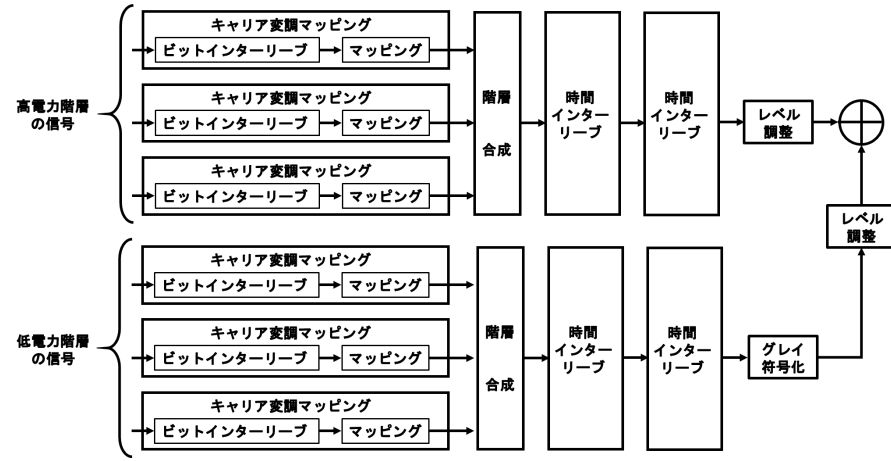 高電力階層
の信号
キャリア変調マッピング
ビットインターリーブ
マッピング
キャリア変調マッピング
ビットインターリーブ
マッピング
キャリア変調マッピング
ビットインターリーブ
マッピング
階層
合成
時間
インター
リーブ
時間
インター
リーブ
レベル
調整
レベル
調整
低電力階層
の信号
キャリア変調マッピング
ビットインターリーブ
マッピング
キャリア変調マッピング
ビットインターリーブ
マッピング
キャリア変調マッピング
ビットインターリーブ
マッピング
階層
合成
時間
インター
リーブ
時間
インター
リーブ
グレイ
符号化